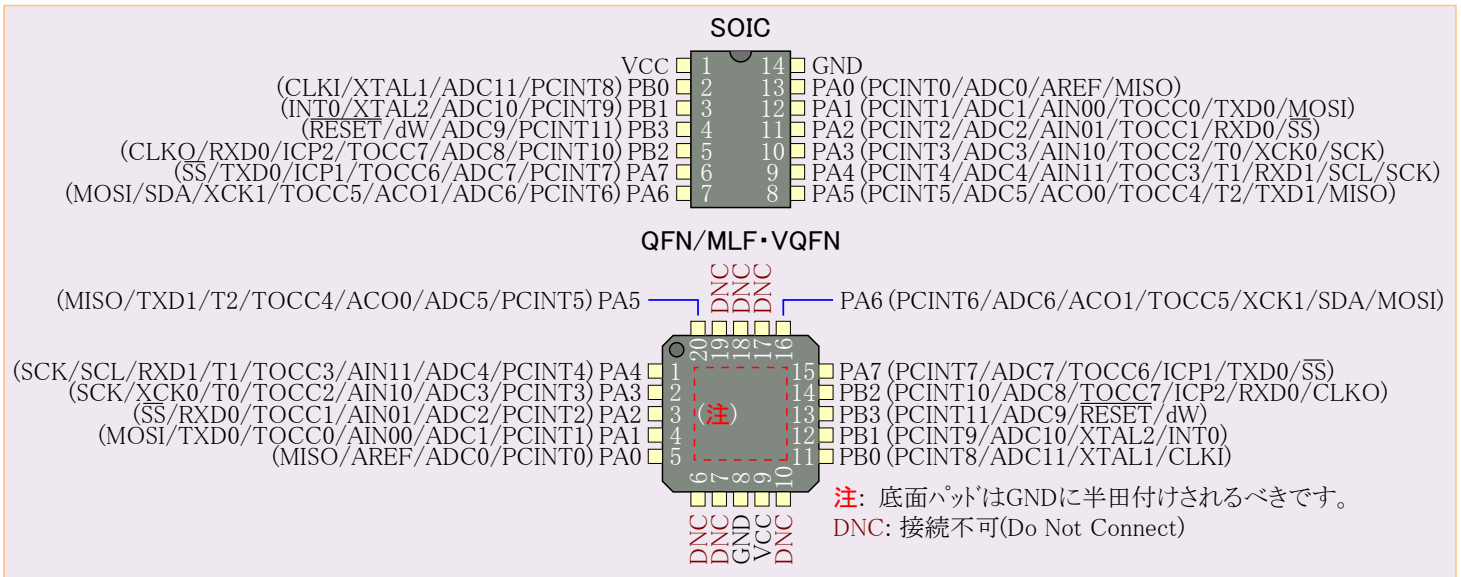 SOIC
VCC 1 14 GND
(CLKI/XTAL1/ADC11/PCINT8) PB0 2 13 PA0 (PCINT0/ADC0/AREF/MISO)
(INT0/XTAL2/ADC10/PCINT9) PB1 3 12 PA1 (PCINT1/ADC1/AIN00/TOCC0/TXD0/MOSI)
(RESET/dW/ADC9/PCINT11) PB3 4 11 PA2 (PCINT2/ADC2/AIN01/TOCC1/RXD0/SS)
(CLKO/RXD0/ICP2/TOCC7/ADC8/PCINT10) PB2 5 10 PA3 (PCINT3/ADC3/AIN10/TOCC2/T0/XCK0/SCK)
(SS/TXD0/ICP1/TOCC6/ADC7/PCINT7) PA7 6 9 PA4 (PCINT4/ADC4/AIN11/TOCC3/T1/RXD1/SCL/SCK)
(MOSI/SDA/XCK1/TOCC5/ACO1/ADC6/PCINT6) PA6 7 8 PA5 (PCINT5/ADC5/ACO0/TOCC4/T2/TXD1/MISO)
QFN/MLF・VQFN
DNC DNC DNC
(MISO/TXD1/T2/TOCC4/ACO0/ADC5/PCINT5) PA5 PA6 (PCINT6/ADC6/ACO1/TOCC5/XCK1/SDA/MOSI)
20 19 18 17 16
(SCK/SCL/RXD1/T1/TOCC3/AIN11/ADC4/PCINT4) PA4 1 15 PA7 (PCINT7/ADC7/TOCC6/ICP1/TXD0/SS)
(SCK/XCK0/T0/TOCC2/AIN10/ADC3/PCINT3) PA3 2 14 PB2 (PCINT10/ADC8/TOCC7/ICP2/RXD0/CLKO)
(SS/RXD0/TOCC1/AIN01/ADC2/PCINT2) PA2 3 (注) 13 PB3 (PCINT11/ADC9/RESET/dW)
(MOSI/TXD0/TOCC0/AIN00/ADC1/PCINT1) PA1 4 12 PB1 (PCINT9/ADC10/XTAL2/INT0)
(MISO/AREF/ADC0/PCINT0) PA0 5 11 PB0 (PCINT8/ADC11/XTAL1/CLKI)
6 7 8 9 10
DNC DNC GND VCC DNC
注: 底面パッドはGNDに半田付けされるべきです。
DNC: 接続不可(Do Not Connect)